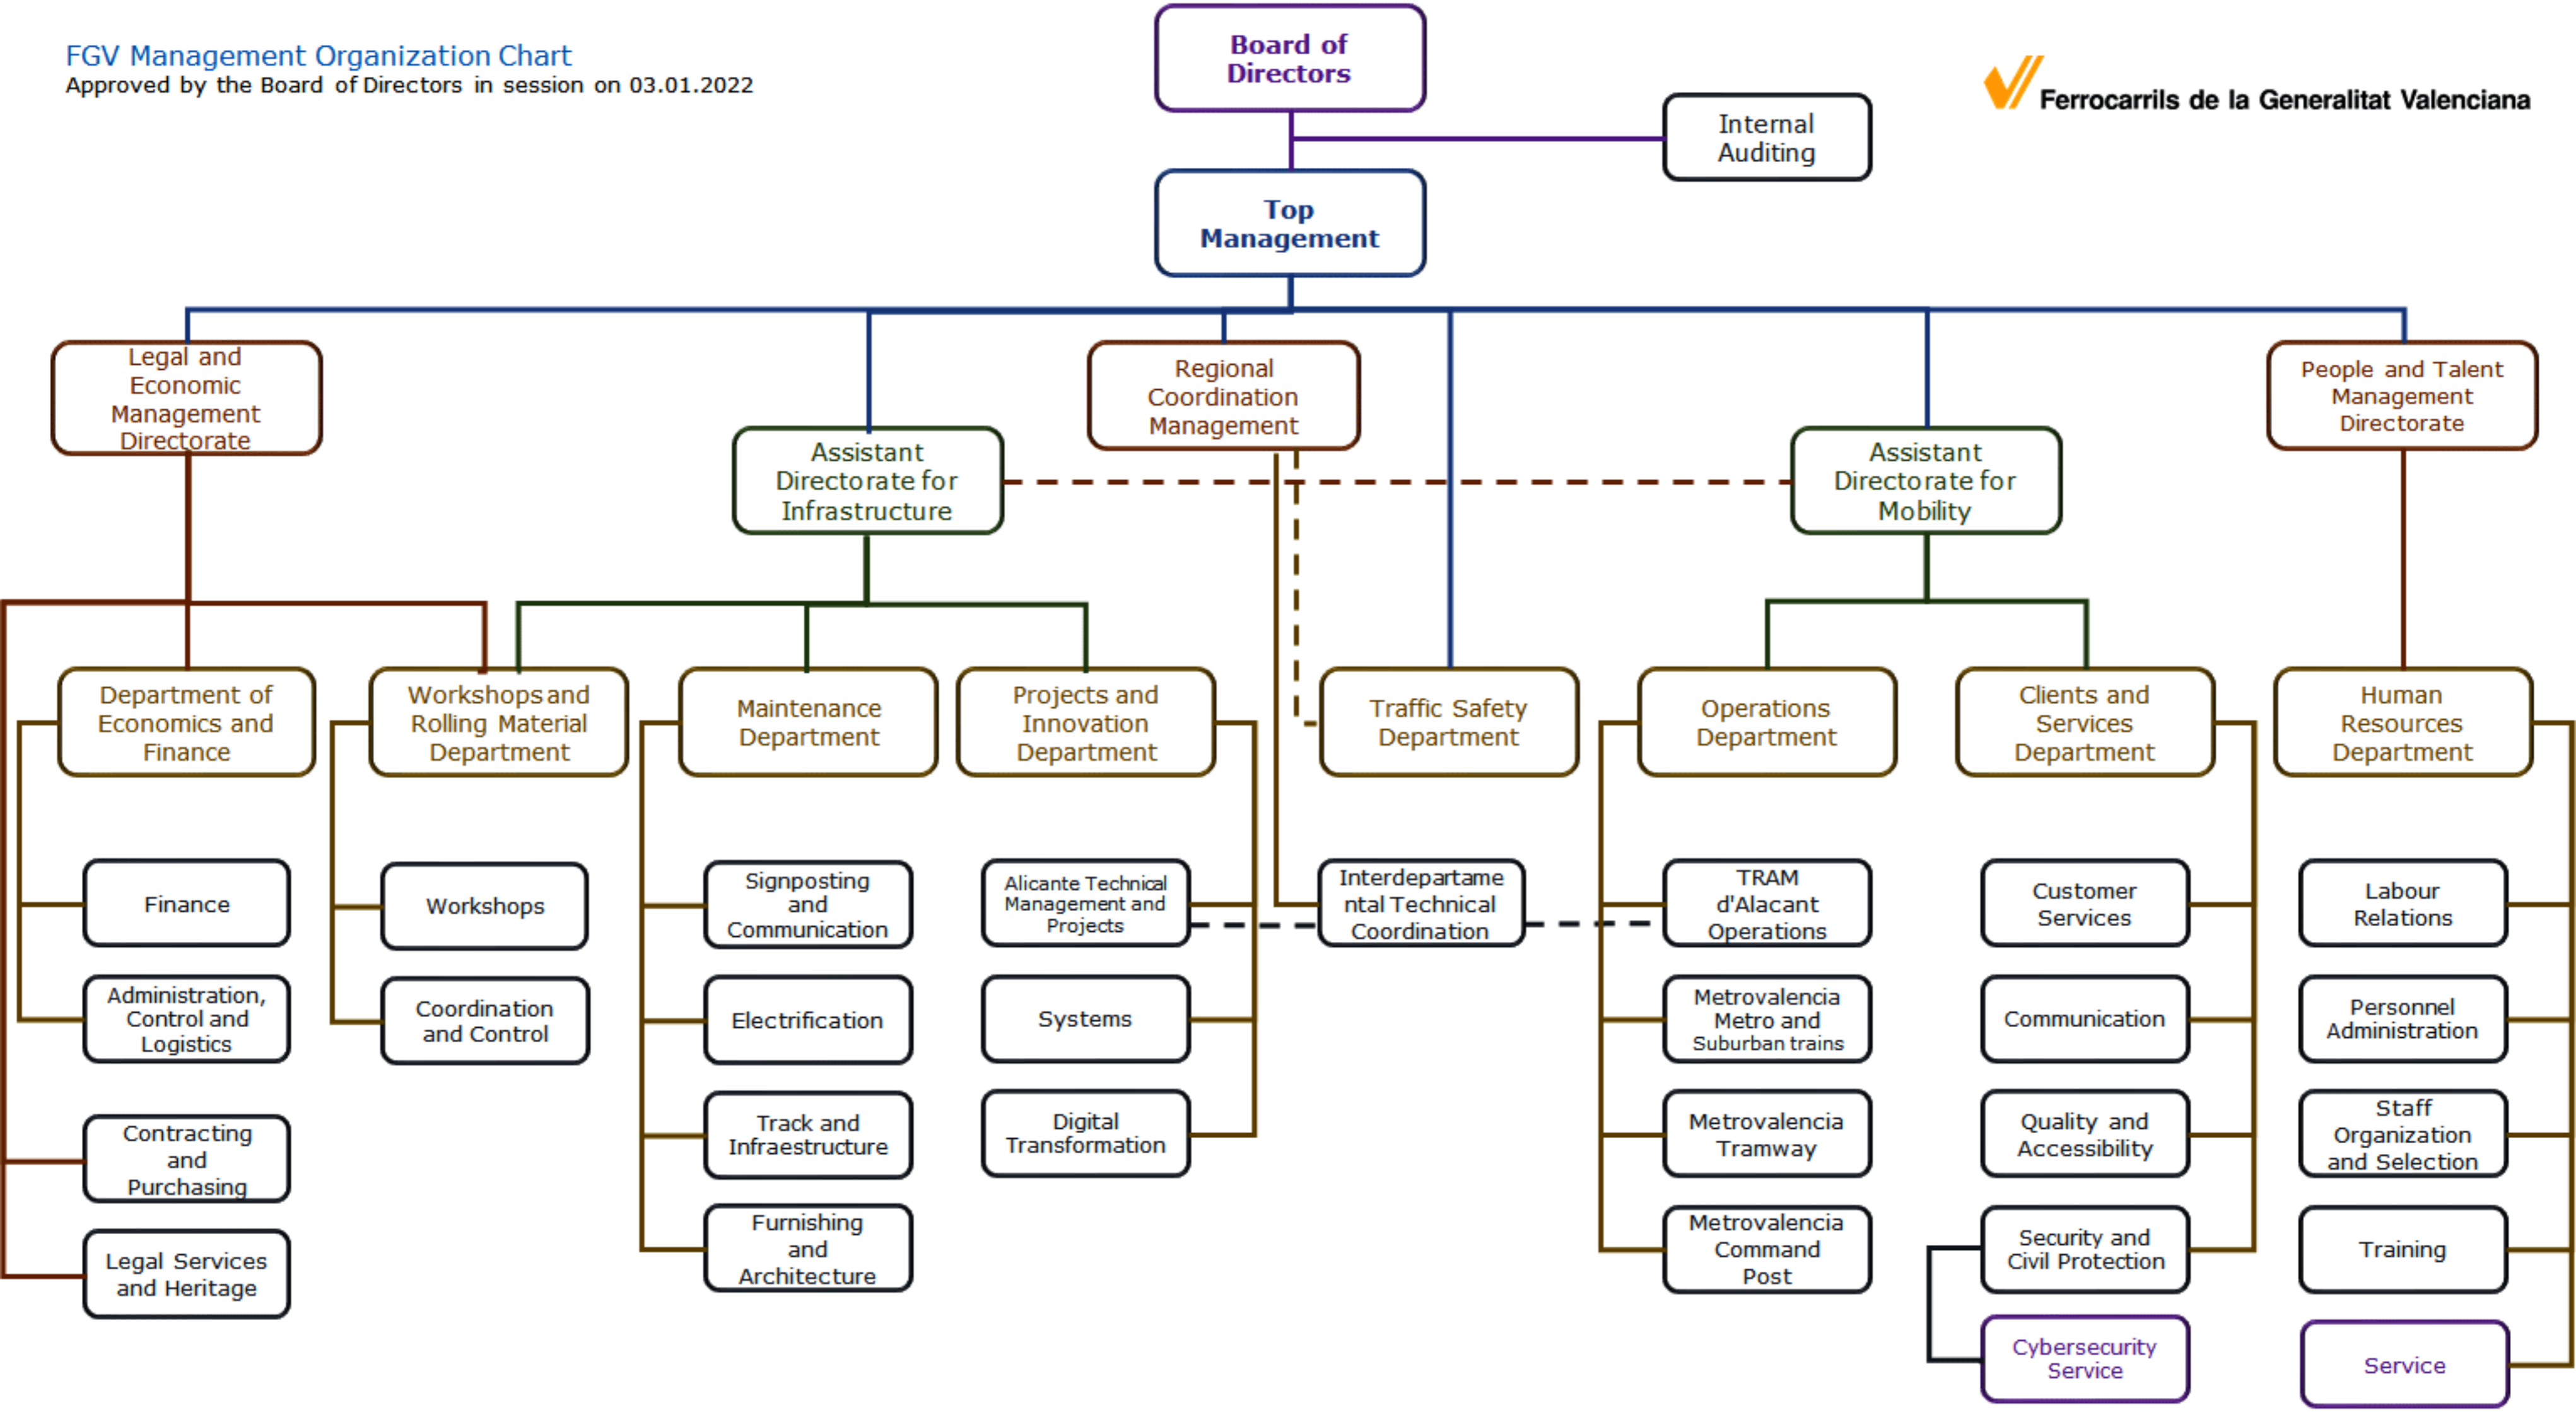 FGV Management Organization Chart
Approved by the Board of Directors in session on 03.01.2022
Board of
Directors
Internal
Auditing
Ferrocarrils de la Generalitat Valenciana
Top
Management
Legal and
Economic
Management
Directorate
Regional
Coordination
Management
People and Talent
Management
Directorate
Assistant
Directorate for
Infrastructure
Assistant
Directorate for
Mobility
Department of
Economics and
Finance
Workshops and
Rolling Material
Department
Maintenance
Department
Projects and
Innovation
Department
Traffic Safety
Department
Operations
Department
Clients and
Services
Department
Human
Resources
Department
Finance
Workshops
Signposting
and
Communication
Alicante Technical
Management and
Projects
Interdepartame
ntal Technical
Coordination
TRAM
d'Alacant
Operations
Customer
Services
Labour
Relations
Administration,
Control and
Logistics
Coordination
and Control
Electrification
Systems
Metrovalencia
Metro and
Suburban trains
Communication
Personnel
Administration
Contracting
and
Purchasing
Track and
Infraestructure
Digital
Transformation
Metrovalencia
Tramway
Quality and
Accessibility
Staff
Organization
and Selection
Legal Services
and Heritage
Furnishing
and
Architecture
Metrovalencia
Command
Post
Security and
Civil Protection
Training
Cybersecurity
Service
Service